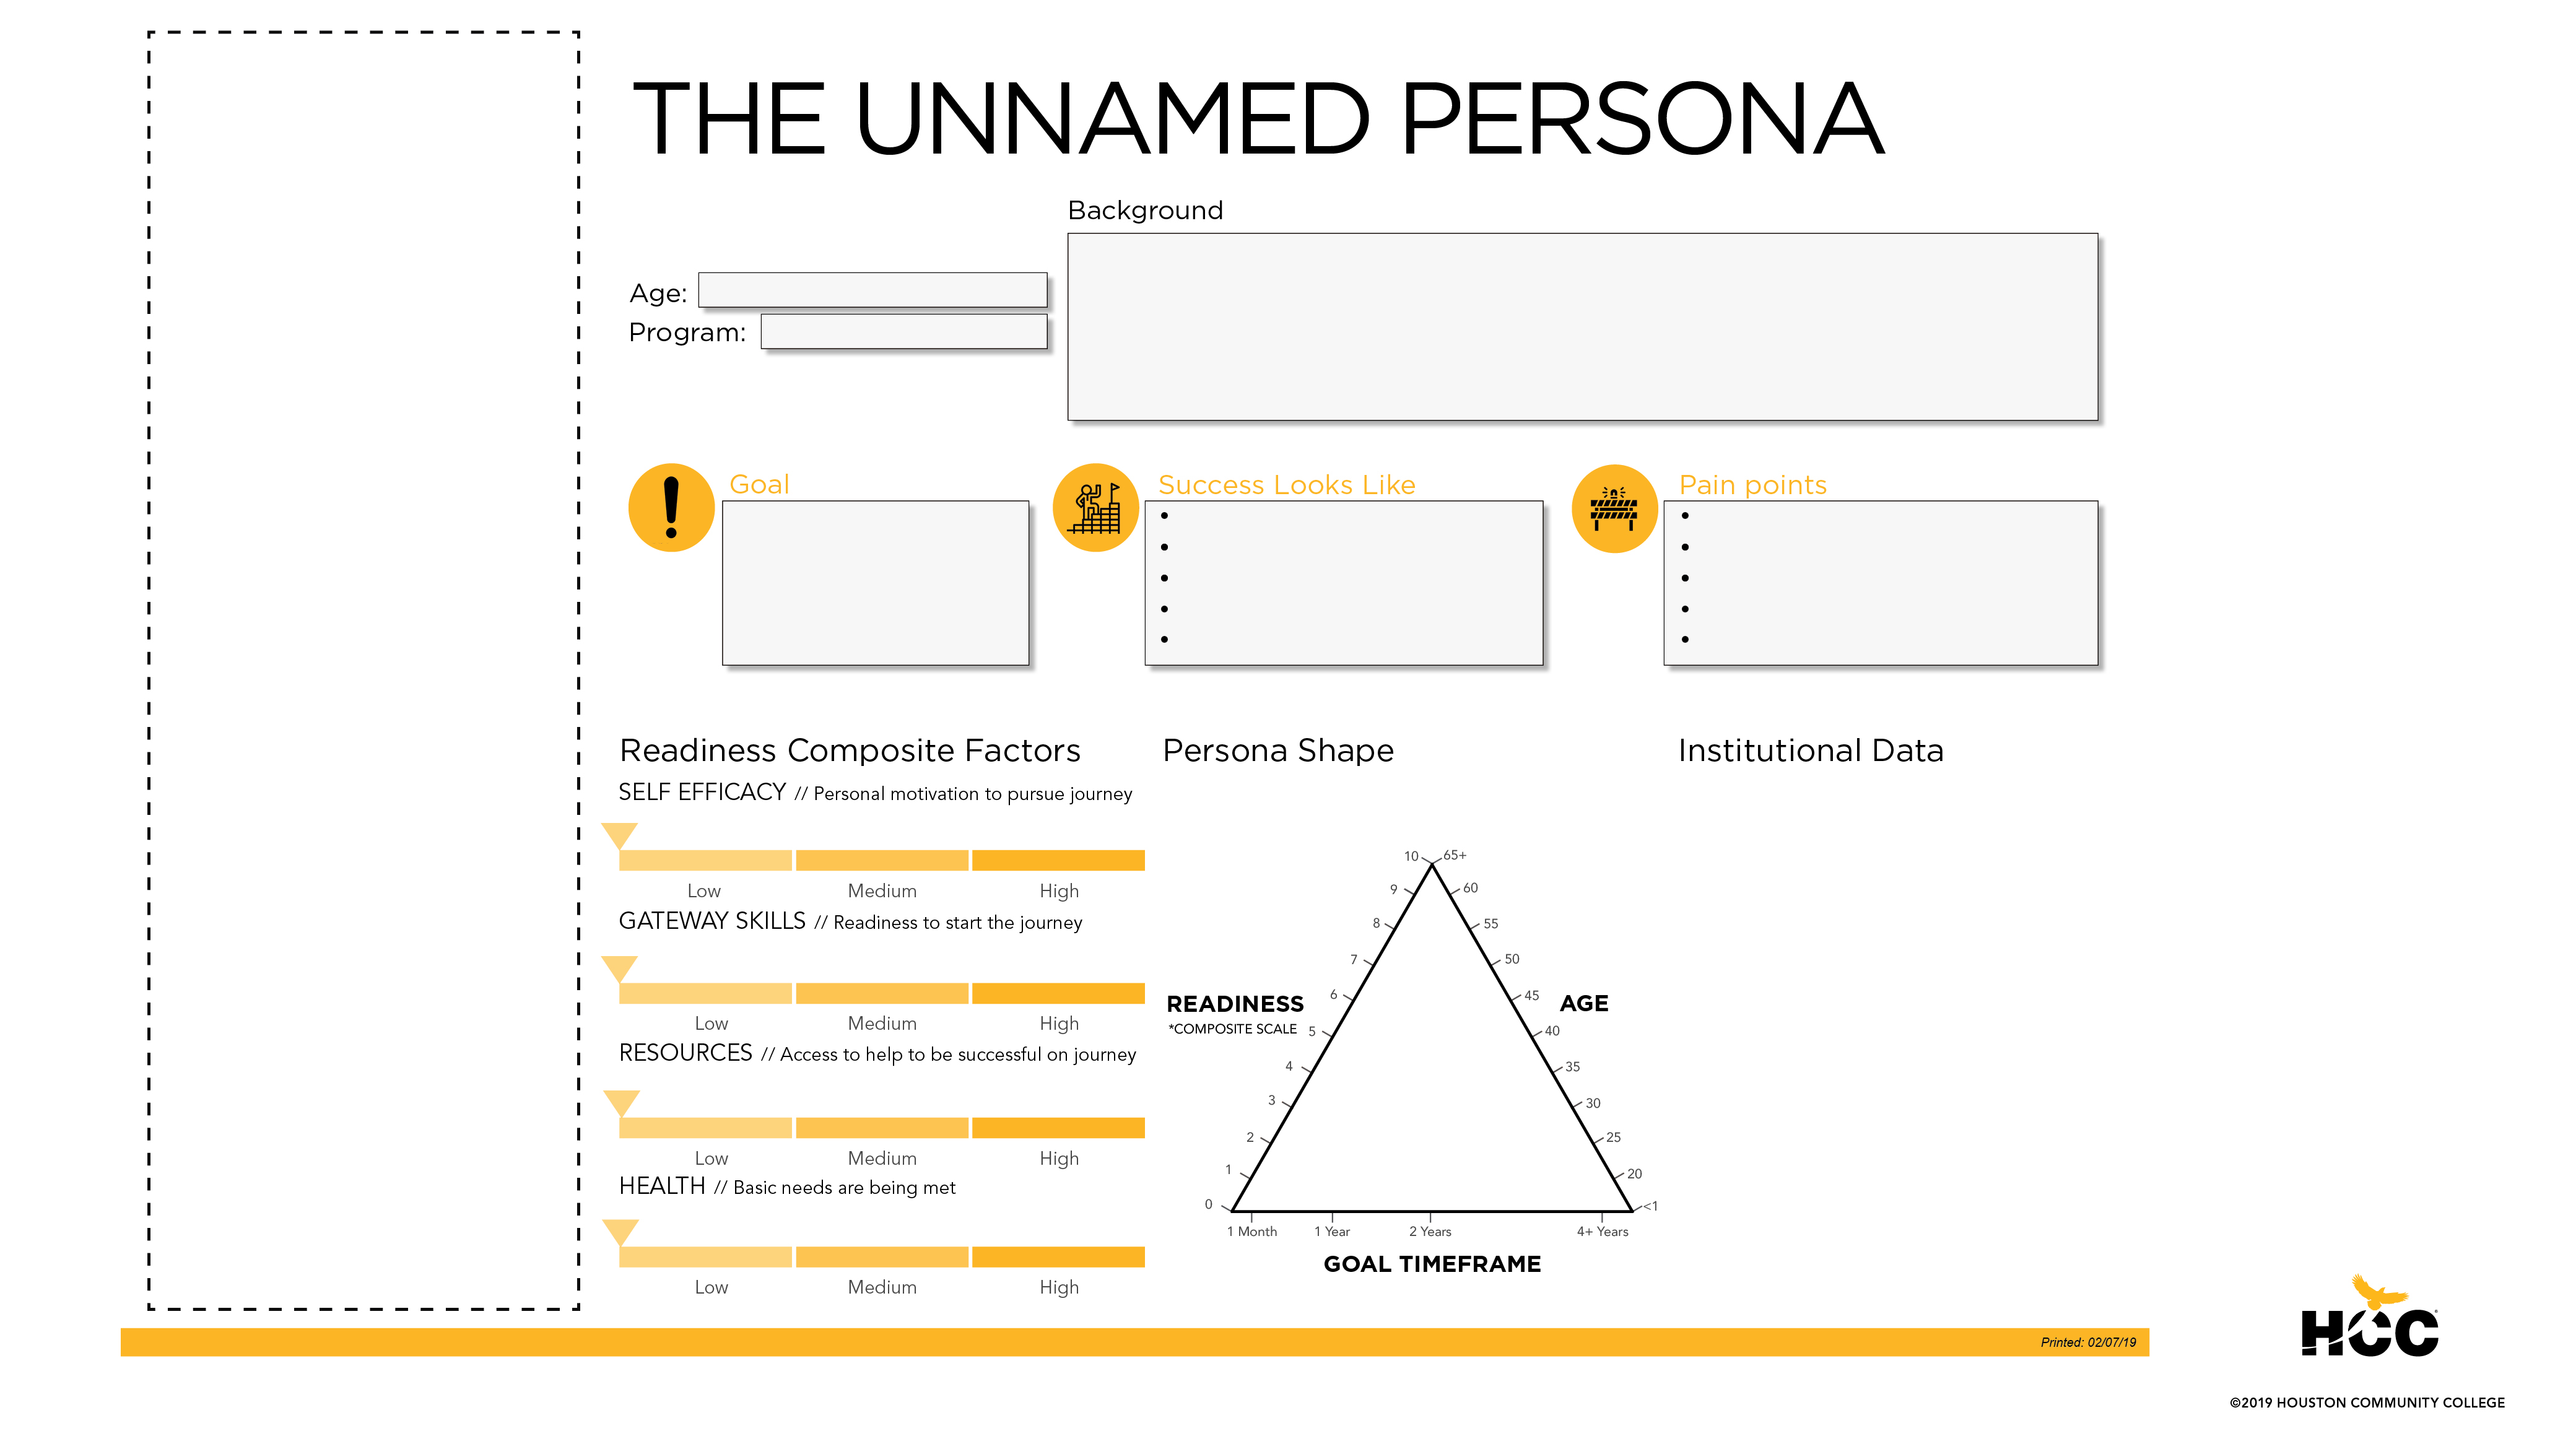 THE UNNAMED PERSONA
Background
Age:
Program:
Goal
Success Looks Like
•
•
•
•
•
Pain points
•
•
•
•
•
Readiness Composite Factors
SELF EFFICACY // Personal motivation to pursue journey
Low Medium High
GATEWAY SKILLS // Readiness to start the journey
Low Medium High
RESOURCES // Access to help to be successful on journey
Low Medium High
HEALTH // Basic needs are being met
Low Medium High
Persona Shape
10 65+
9 60
8 55
7 50
6 45
READINESS AGE
*COMPOSITE SCALE
5 40
4 35
3 30
2 25
1 20
0 <1
1 Month 1 Year 2 Years 4+ Years
GOAL TIMEFRAME
Institutional Data
Printed: 02/07/19
HCC
©2019 HOUSTON COMMUNITY COLLEGE